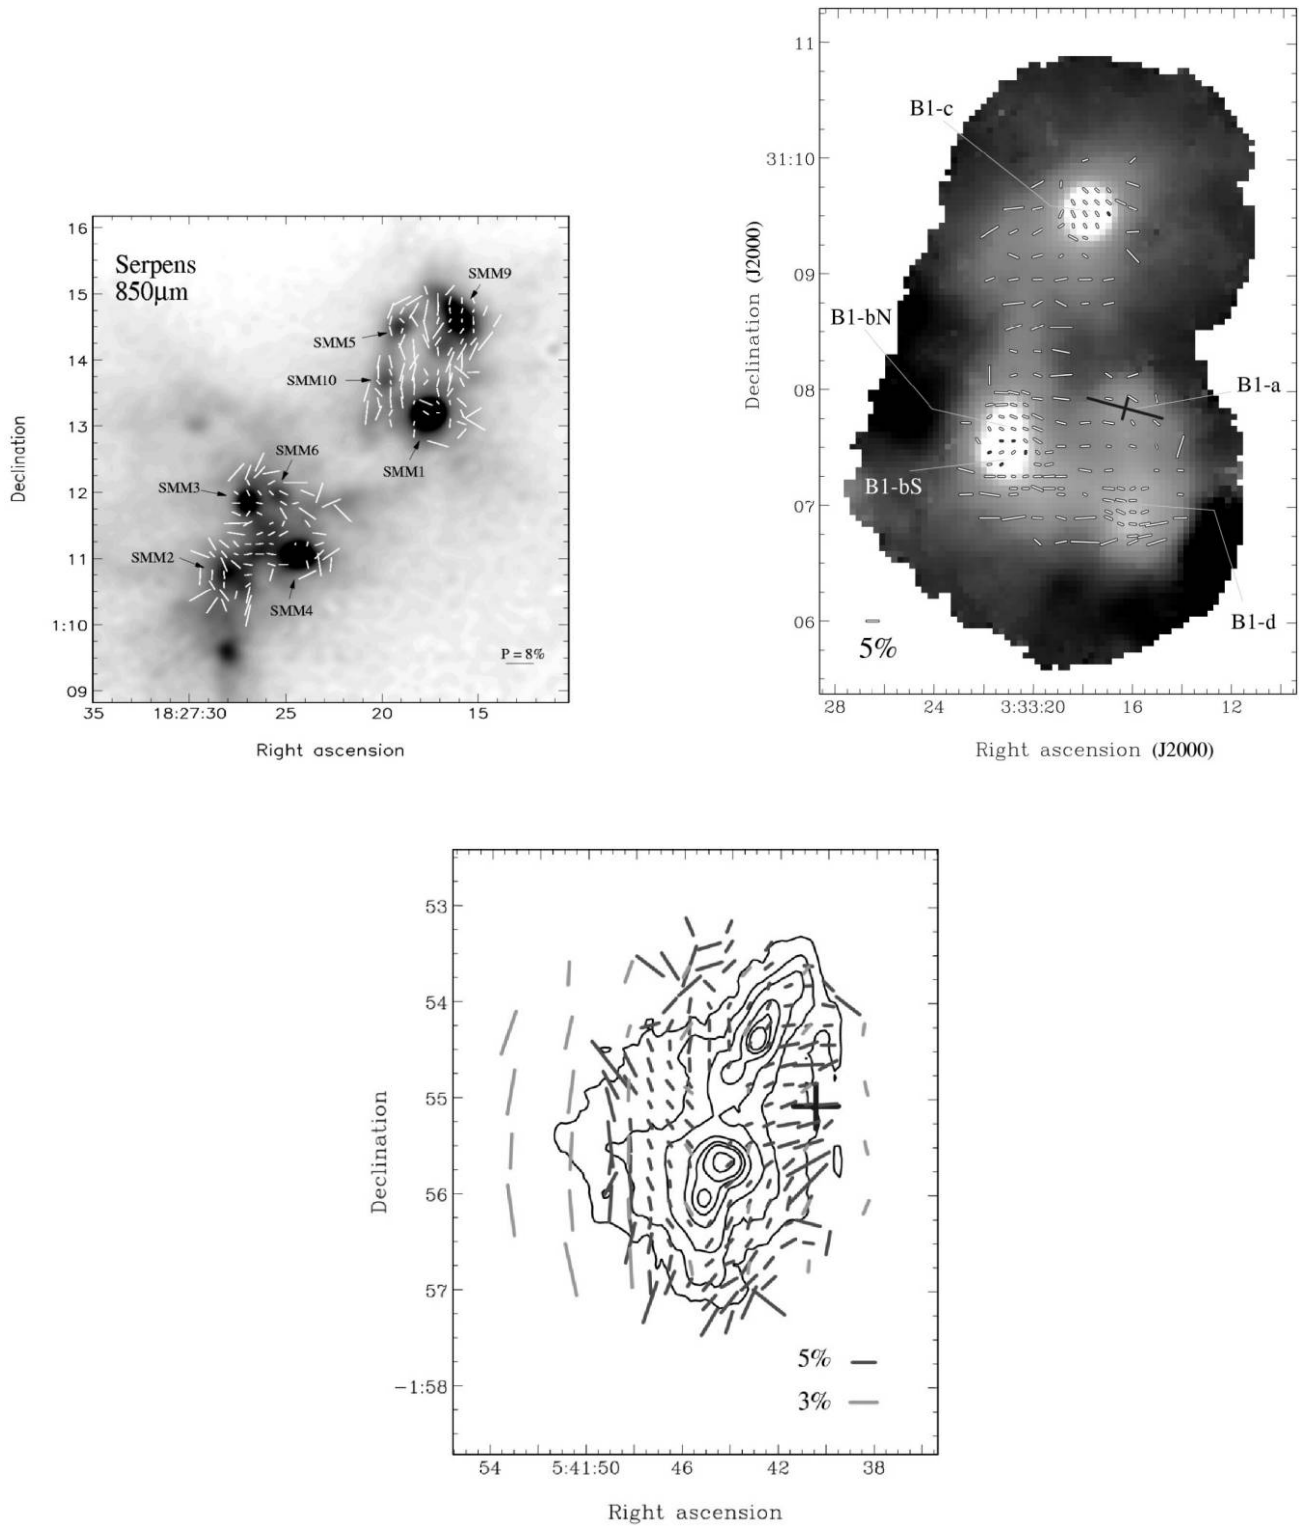 Serpens
850μm
SMM9
SMM5
SMM10
SMM1
SMM6
SMM3
SMM2
SMM4
P = 8%
16
15
14
13
12
11
1:10
09
35 18:27:30 25 20 15
Declination
Right ascension
B1-c
B1-bN
B1-a
B1-bS
B1-d
5%
11
31:10
09
08
07
06
28 24 3:33:20 16 12
Declination (J2000)
Right ascension (J2000)
53
54
55
56
57
-1:58
5%
3%
54 5:41:50 46 42 38
Declination
Right ascension